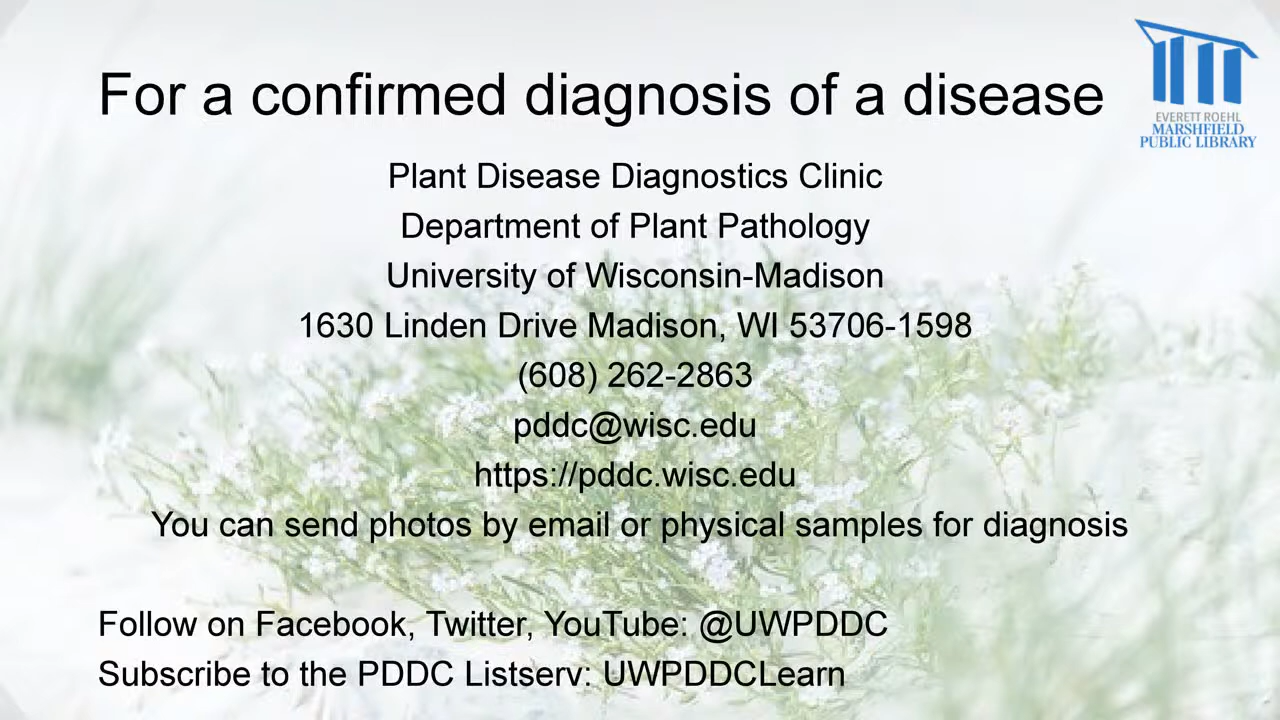 For a confirmed diagnosis of a disease
EVERETT ROEHL
MARSHFIELD
PUBLIC LIBRARY
Plant Disease Diagnostics Clinic
Department of Plant Pathology
University of Wisconsin-Madison
1630 Linden Drive Madison, WI 53706-1598
(608) 262-2863
pddc@wisc.edu
https://pddc.wisc.edu
You can send photos by email or physical samples for diagnosis
Follow on Facebook, Twitter, YouTube: @UWPDDC
Subscribe to the PDDC Listserv: UWPDDCLearn